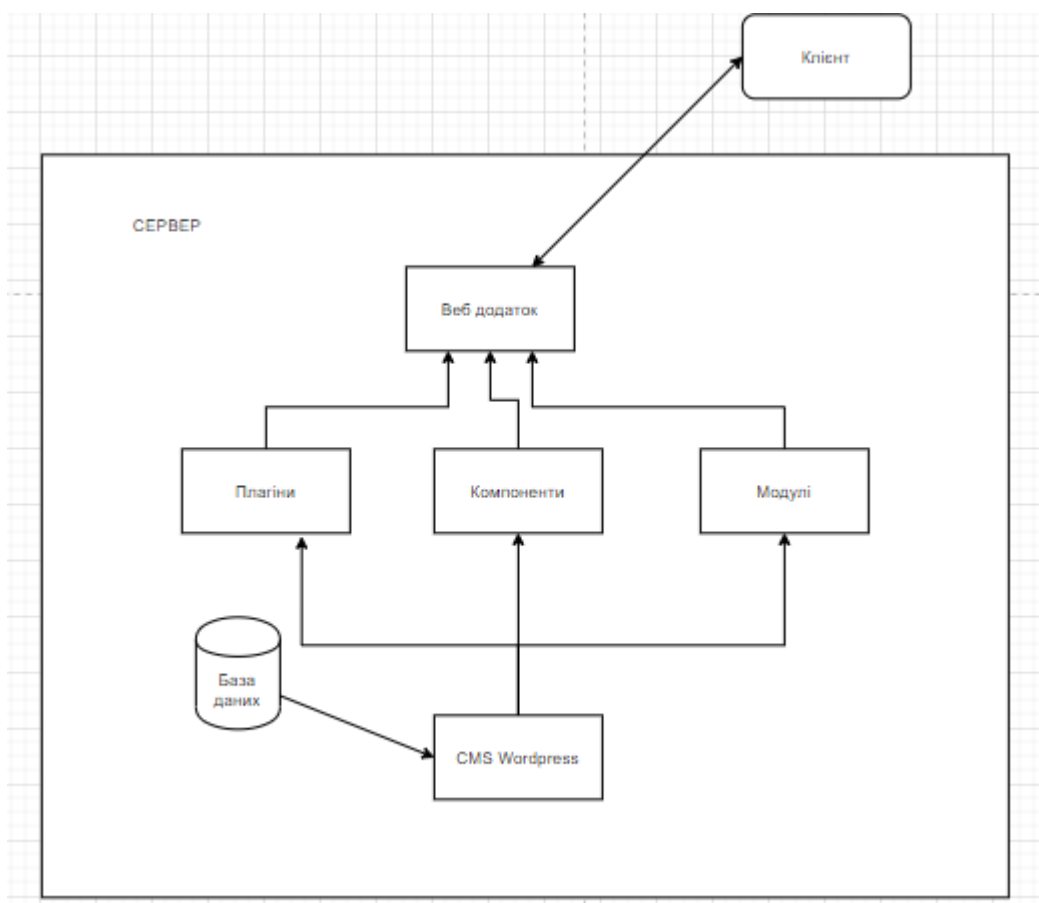 Клієнт
СЕРВЕР
Веб додаток
Плагіни
Компоненти
Модулі
База
даних
CMS Wordpress